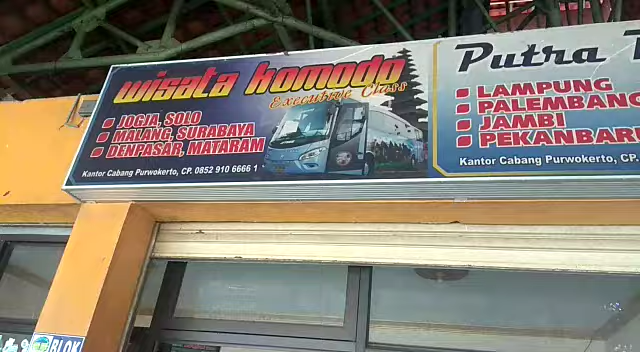 wisata komodo
Executive Class
JOGJA, SOLO
MALANG, SURABAYA
DENPASAR, MATARAM
Kantor Cabang Purwokerto, CP. 0852 910 6666 1
Putra
LAMPUNG
PALEMBANG
JAMBI
PEKANBAR
Kantor Cabang Purwokerto, CP.
BLOK